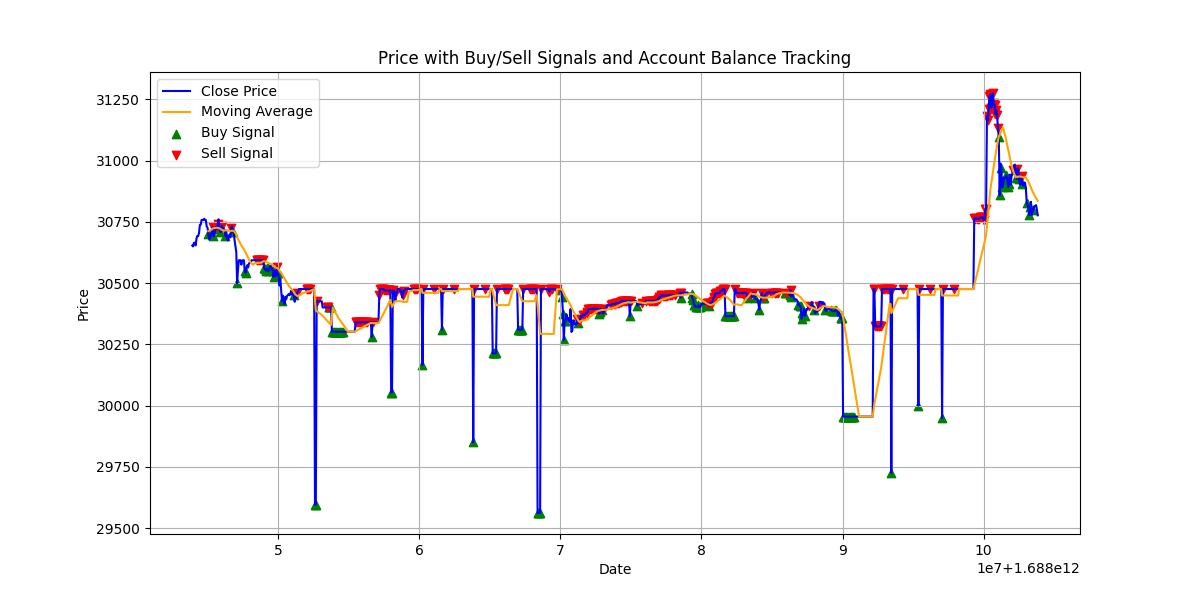 Price with Buy/Sell Signals and Account Balance Tracking
Close Price
Moving Average
Buy Signal
Sell Signal
31250
31000
30750
30500
30250
30000
29750
29500
Price
5 6 7 8 9 10
Date
1e7+1.688e12